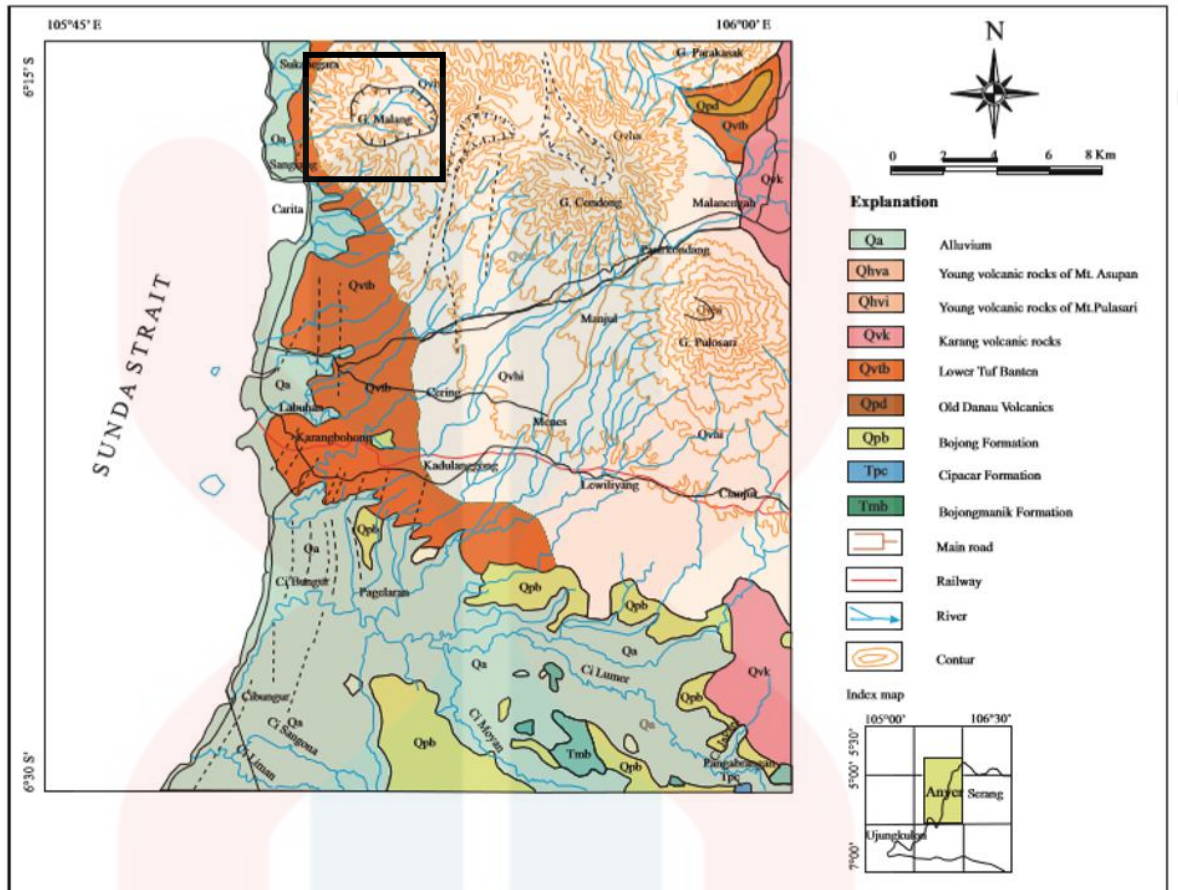 105°45' E
106°00' E
6°15' S
6°30' S
N
0 2 4 6 8 Km
Sukanegara
G. Malang
Qa
Carita
G. Parakasak
Qpd
Qvtb
Qvk
G. Condong
Malanenyah
Pasirkondang
Qvtb
Manjul
G. Pulosari
Qvhi
SUNDA STRAIT
Qa
Labuhan
Qvtb
Cering
Menes
Qvhi
Karangbohong
Kadulanggong
Lewiliyang
Cianjur
Qpb
Qa
Ci Bungur
Pagelaran
Qpb
Qpb
Qa
Qa
Ci Lumer
Qvk
Cibungur
Qa
Ci Sangona
Ci Liman
Qpb
Ci Moyan
Qpb
Qa
Tmb
Qpb
Pangabrangan
Tpc
Explanation
Qa Alluvium
Qhva Young volcanic rocks of Mt. Asupan
Qhvi Young volcanic rocks of Mt.Pulasari
Qvk Karang volcanic rocks
Qvtb Lower Tuf Banten
Qpd Old Danau Volcanics
Qpb Bojong Formation
Tpc Cipacar Formation
Tmb Bojongmanik Formation
Main road
Railway
River
Contur
Index map
105°00' 106°30'
5°30'
5°00'
7°00'
Anyer
Serang
Ujungkulon